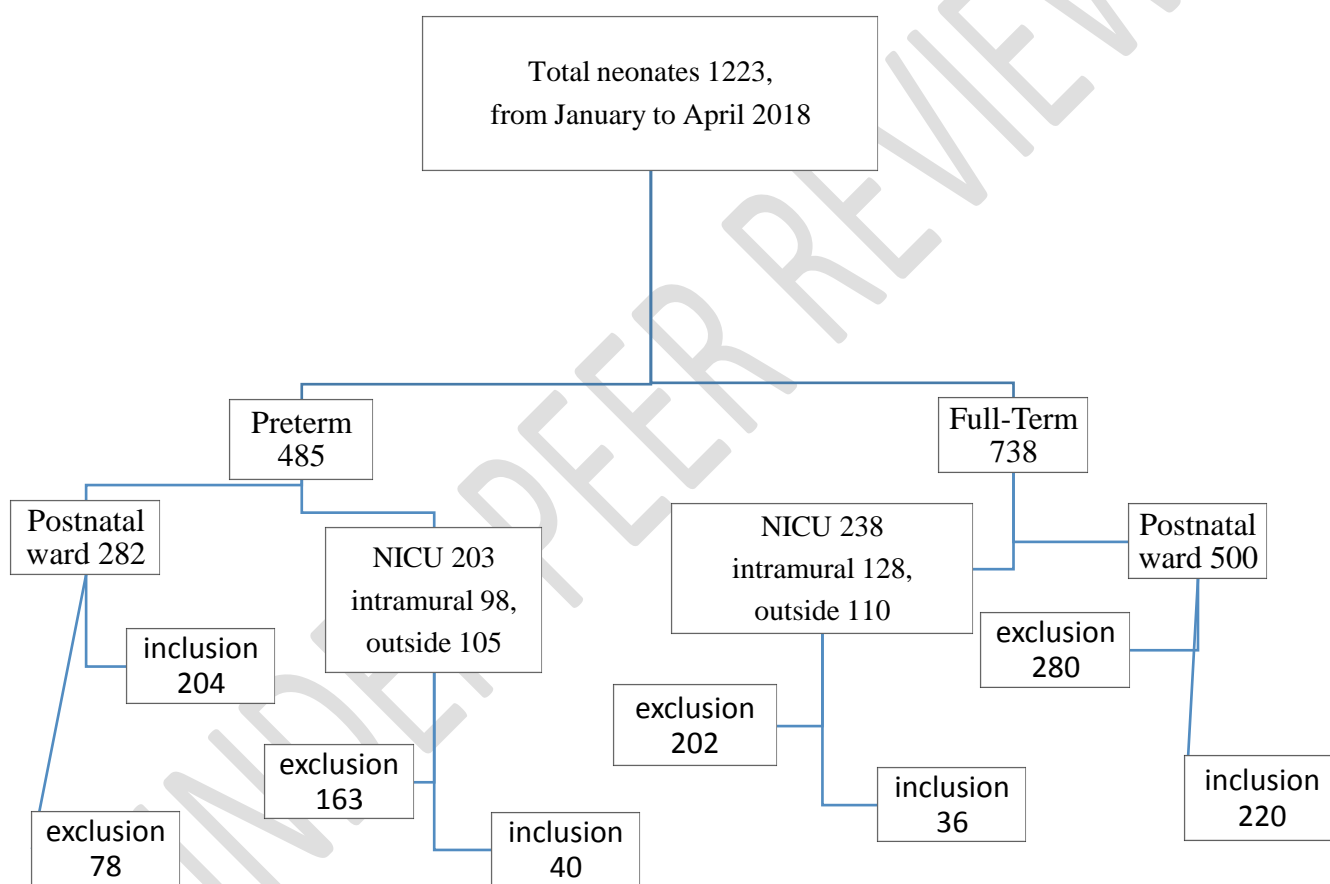 Total neonates 1223,
from January to April 2018
Preterm
485
Full-Term
738
Postnatal
ward 282
NICU 203
intramural 98,
outside 105
NICU 238
intramural 128,
outside 110
Postnatal
ward 500
inclusion
204
exclusion
280
exclusion
202
exclusion
163
inclusion
36
inclusion
220
exclusion
78
inclusion
40
UNDER PEER REVIEW